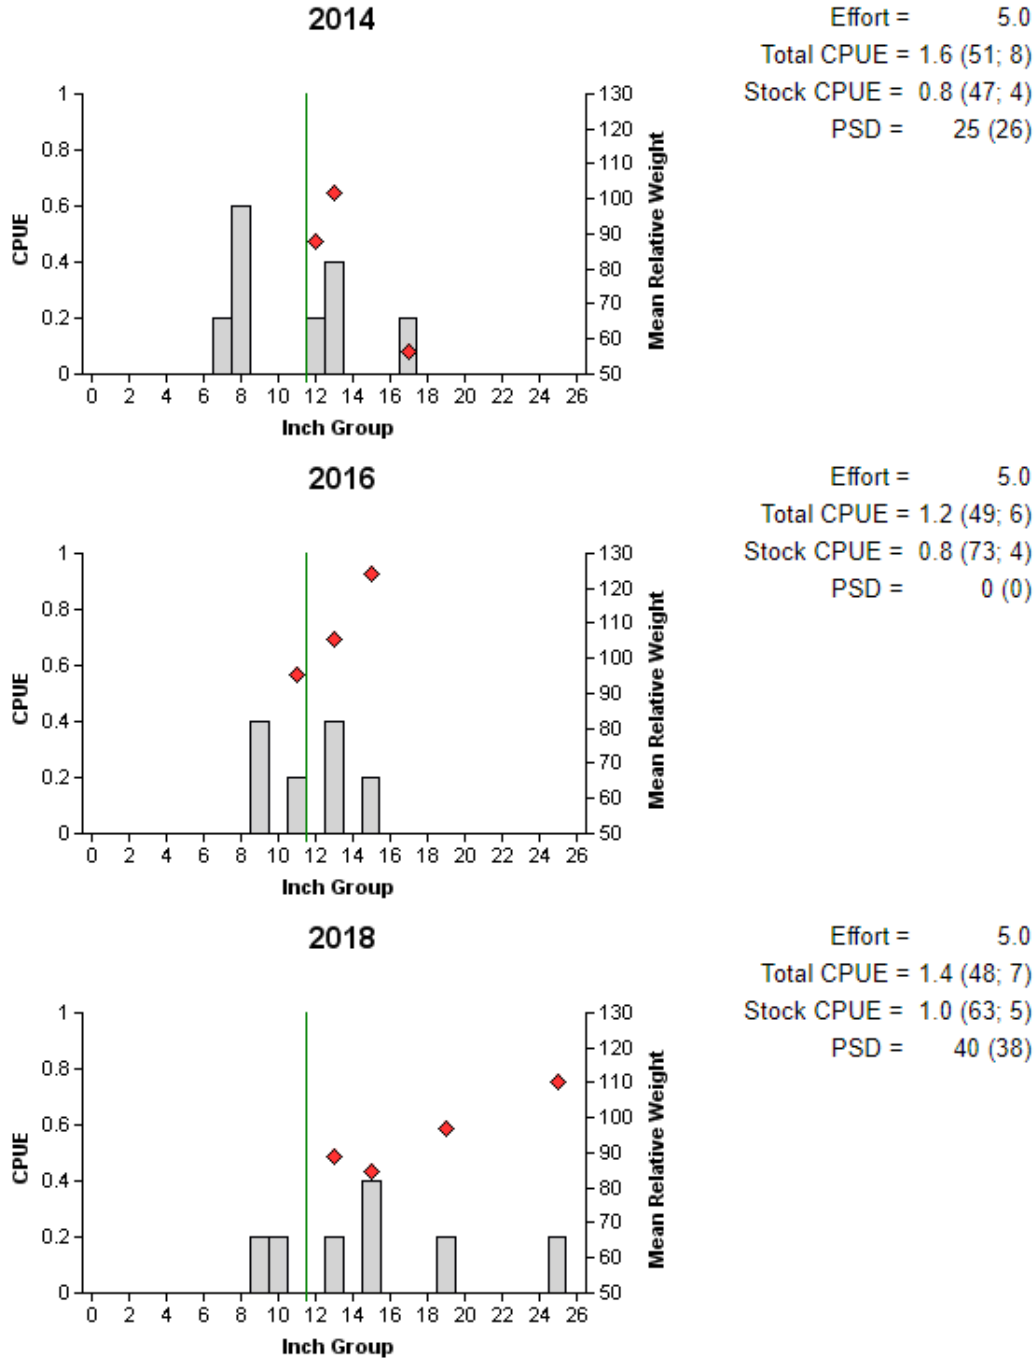 2014
Effort = 5.0
Total CPUE = 1.6 (51; 8)
Stock CPUE = 0.8 (47; 4)
PSD = 25 (26)
1
0.8
0.6
0.4
0.2
0
CPUE
130
120
110
100
90
80
70
60
50
Mean Relative Weight
0 2 4 6 8 10 12 14 16 18 20 22 24 26
Inch Group
2016
Effort = 5.0
Total CPUE = 1.2 (49; 6)
Stock CPUE = 0.8 (73; 4)
PSD = 0 (0)
1
0.8
0.6
0.4
0.2
0
CPUE
130
120
110
100
90
80
70
60
50
Mean Relative Weight
0 2 4 6 8 10 12 14 16 18 20 22 24 26
Inch Group
2018
Effort = 5.0
Total CPUE = 1.4 (48; 7)
Stock CPUE = 1.0 (63; 5)
PSD = 40 (38)
1
0.8
0.6
0.4
0.2
0
CPUE
130
120
110
100
90
80
70
60
50
Mean Relative Weight
0 2 4 6 8 10 12 14 16 18 20 22 24 26
Inch Group